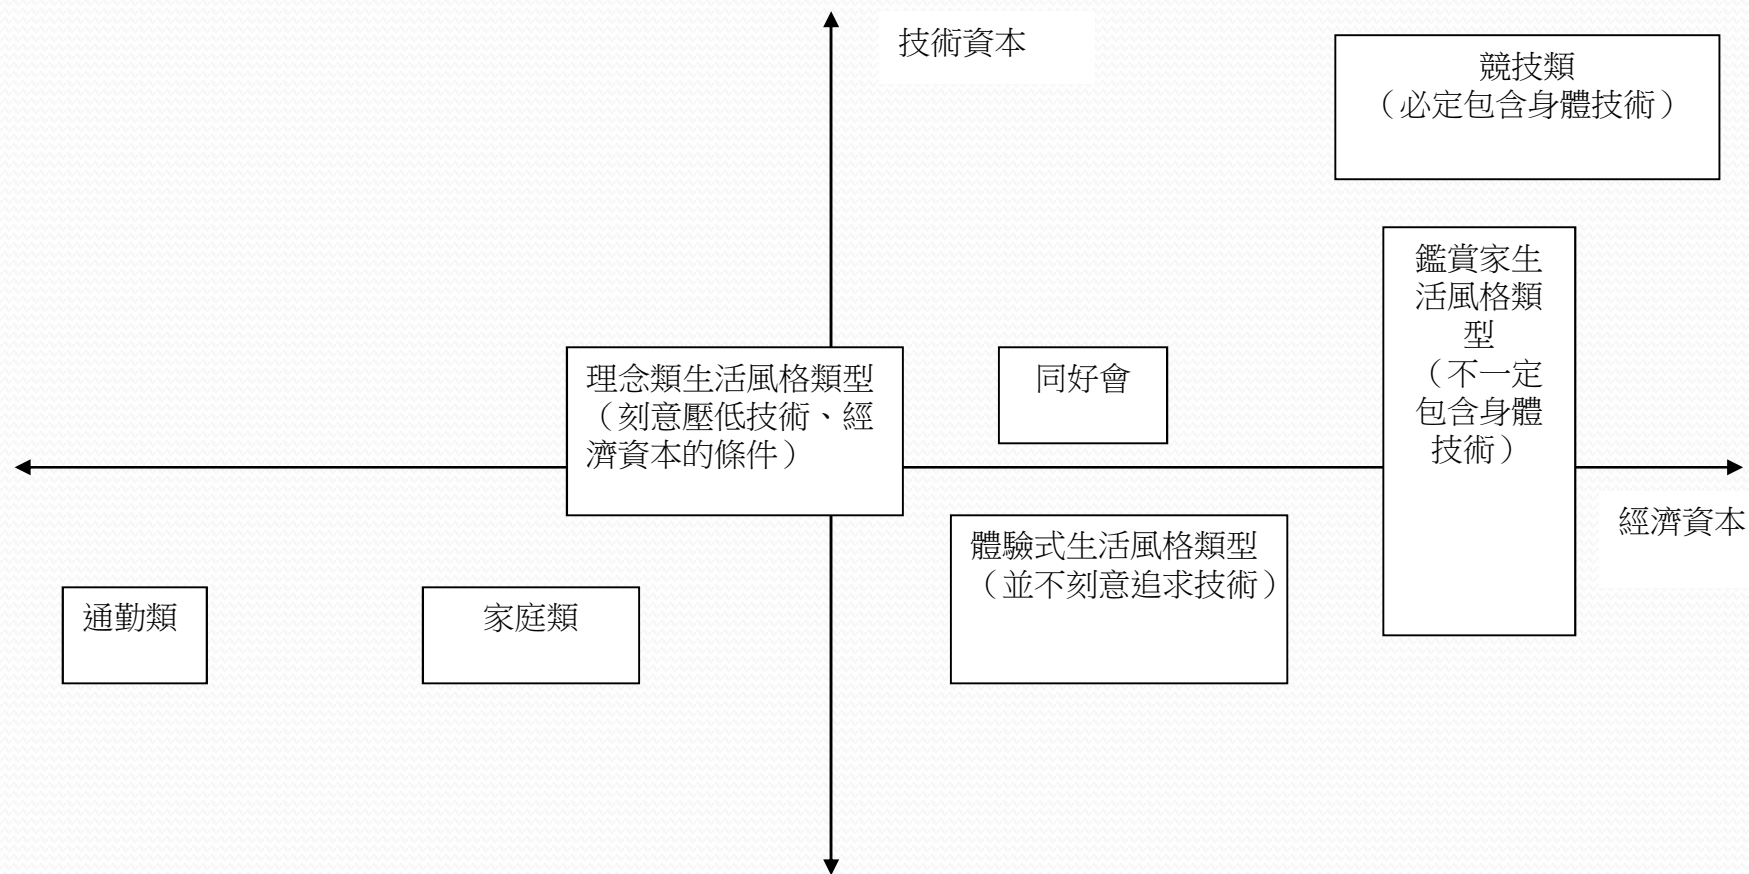 技術資本
競技類
（必定包含身體技術）
鑑賞家生
活風格類
型
（不一定
包含身體
技術）
理念類生活風格類型
（刻意壓低技術、經
濟資本的條件）
同好會
經濟資本
體驗式生活風格類型
（並不刻意追求技術）
通勤類
家庭類